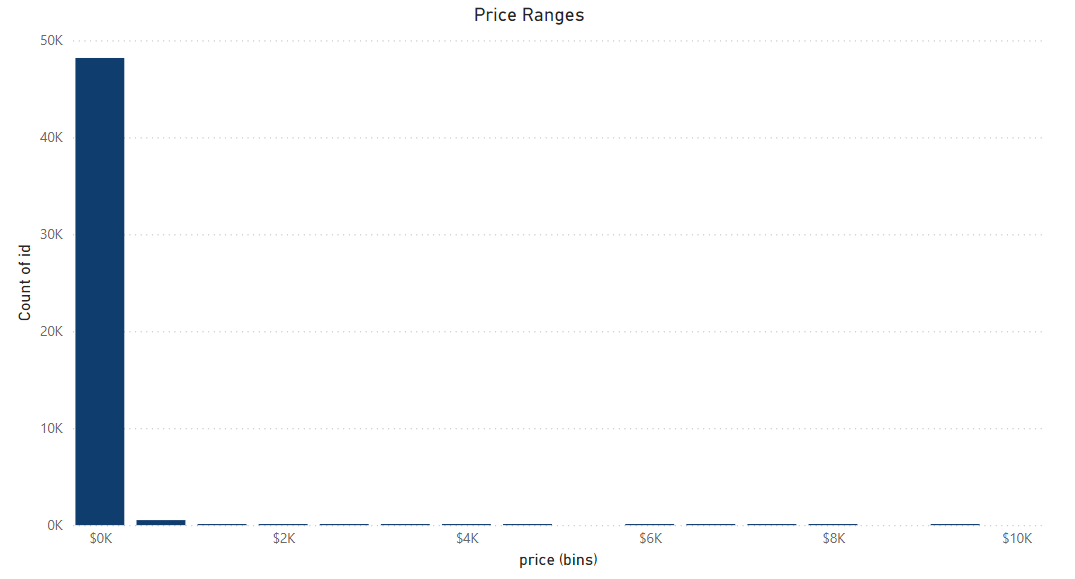 Price Ranges
50K
40K
30K
20K
10K
0K
Count of id
$0K $2K $4K $6K $8K $10K
price (bins)